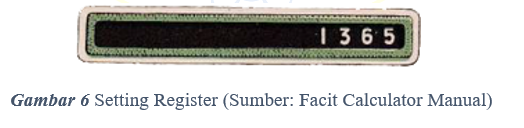 1 3 6 5
Gambar 6 Setting Register (Sumber: Facit Calculator Manual)